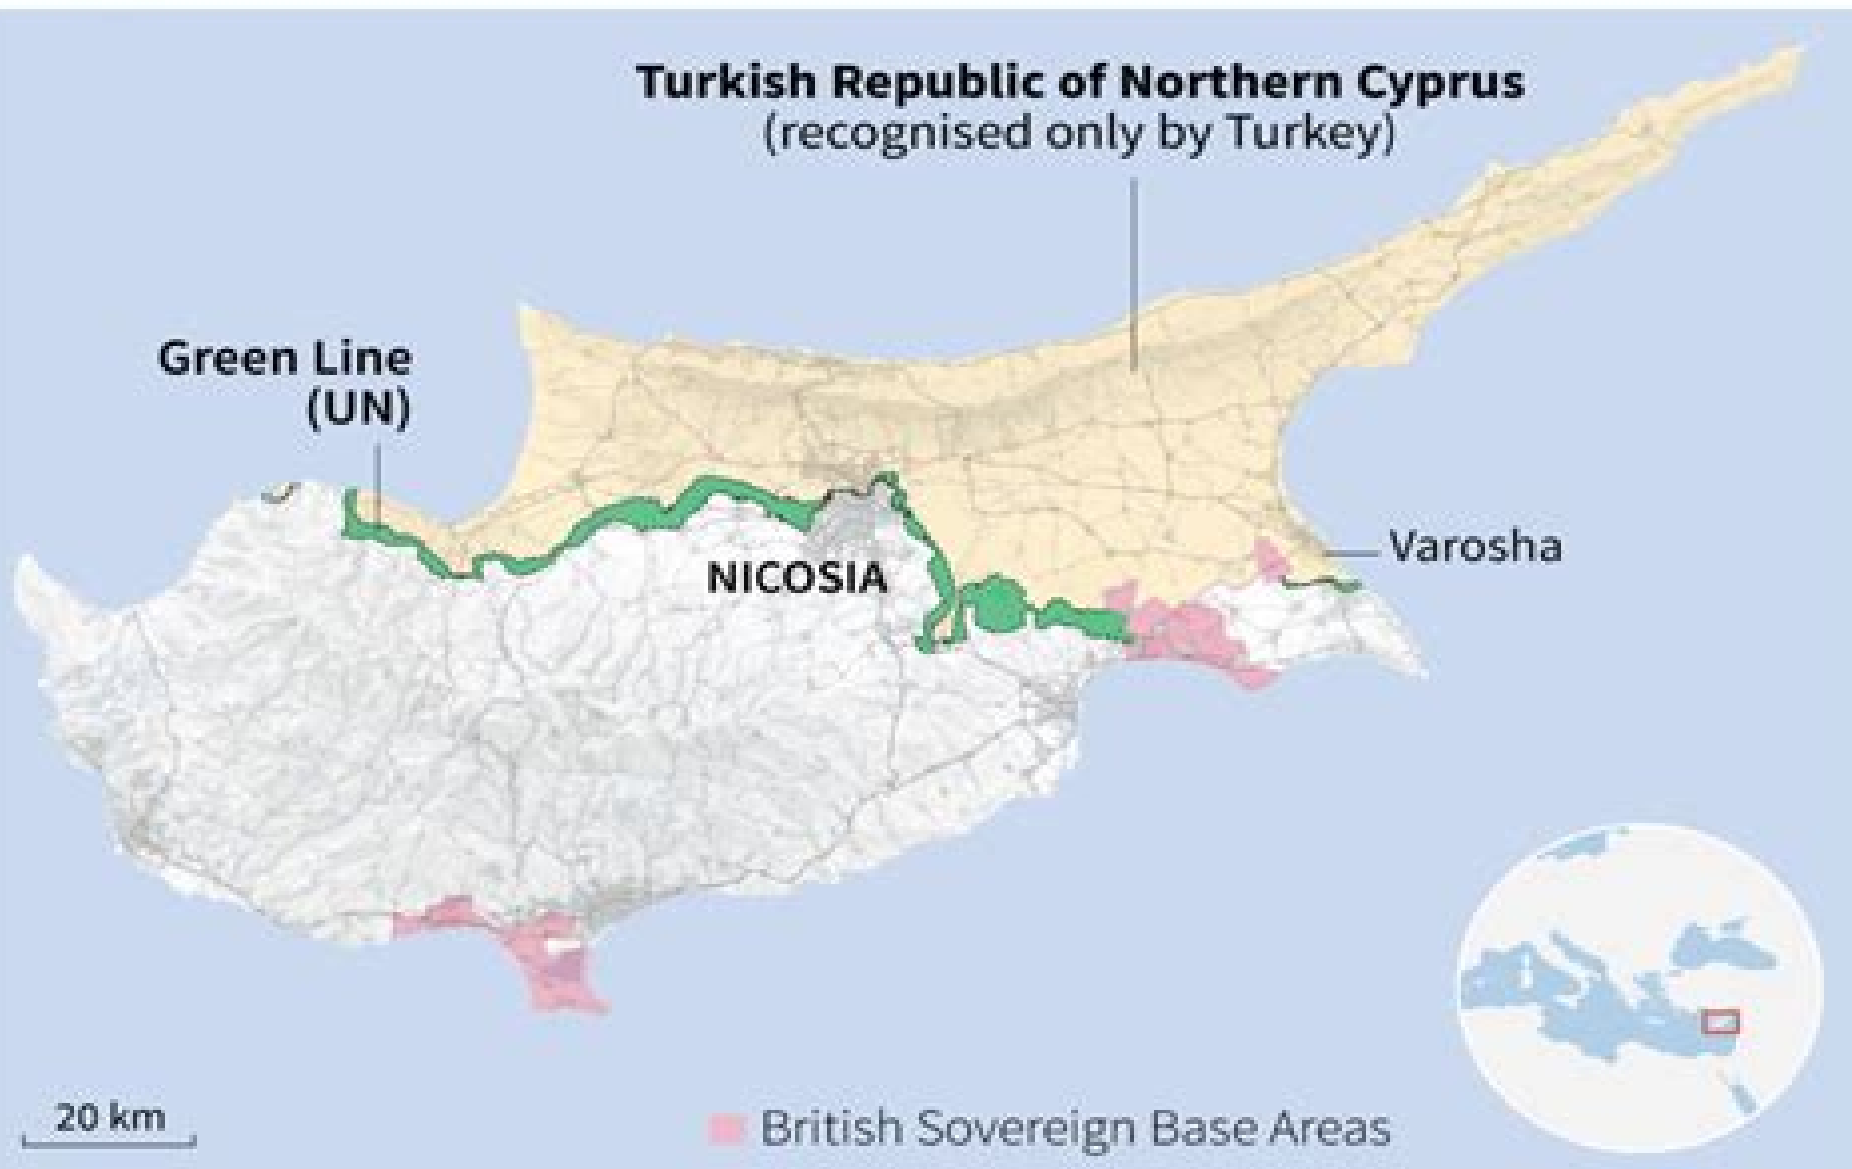 Turkish Republic of Northern Cyprus
(recognised only by Turkey)
Green Line
(UN)
Varosha
NICOSIA
20 km
British Sovereign Base Areas